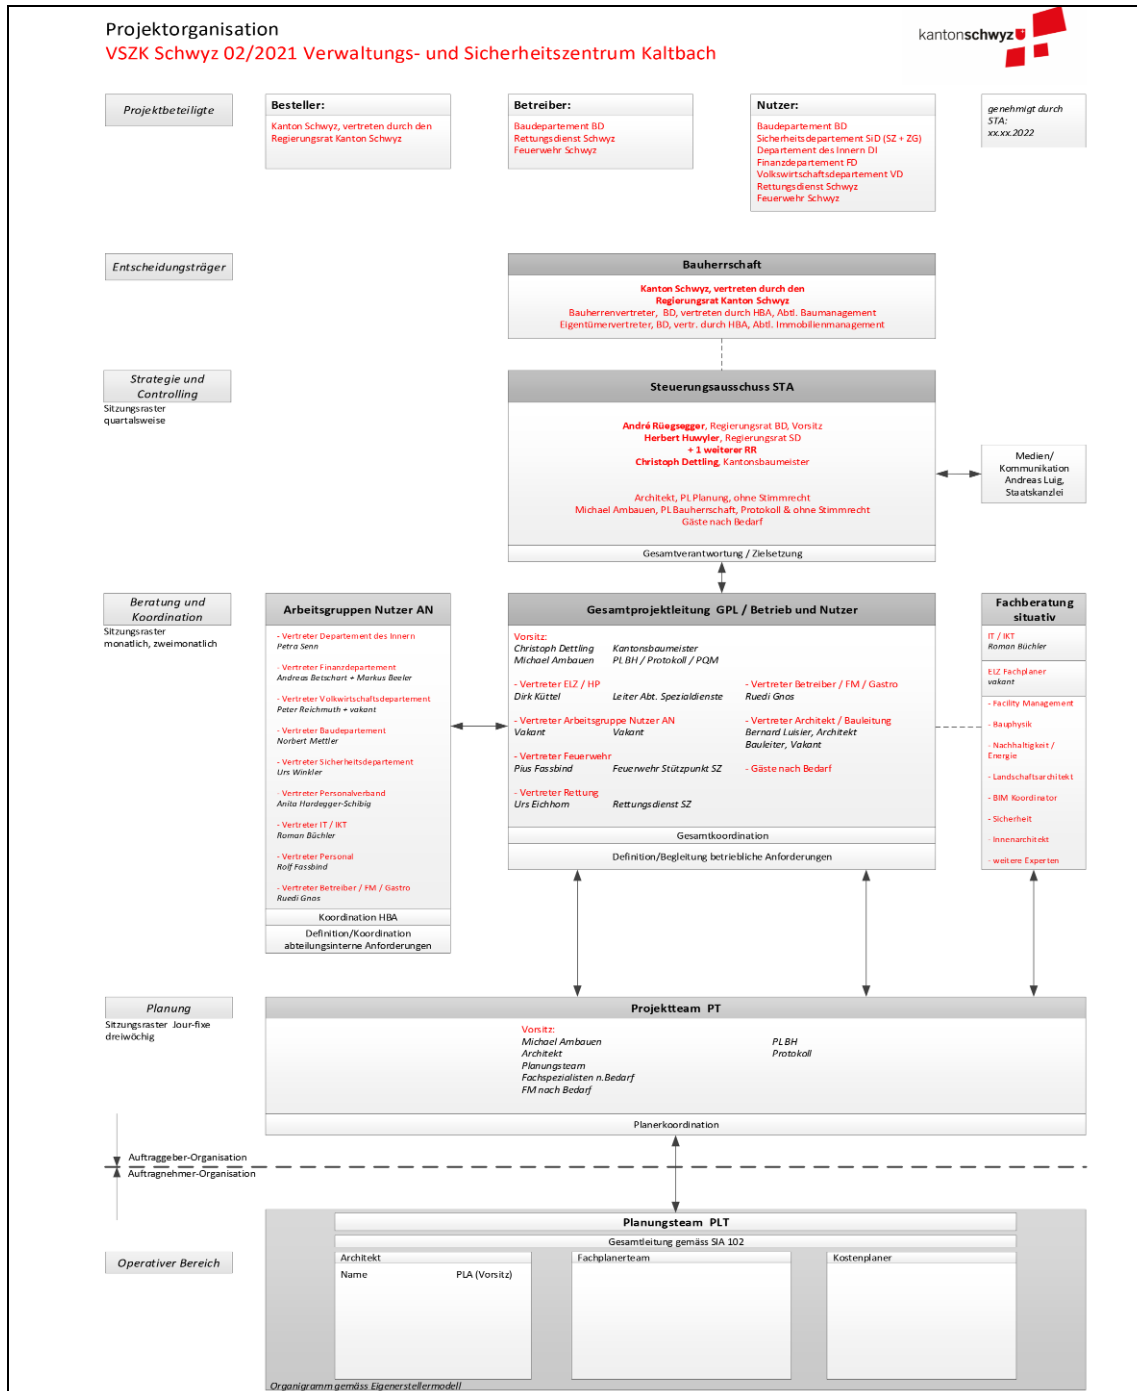 Projektorganisation
VSZK Schwyz 02/2021 Verwaltungs- und Sicherheitszentrum Kaltbach
kantonschwyz
Projektbeteiligte
Besteller:
Kanton Schwyz, vertreten durch den
Regierungsrat Kanton Schwyz
Betreiber:
Baudepartement BD
Rettungsdienst Schwyz
Feuerwehr Schwyz
Nutzer:
Baudepartement BD
Sicherheitsdepartement SiD (SZ + ZG)
Departement des Innern DI
Finanzdepartement FD
Volkswirtschaftsdepartement VD
Rettungsdienst Schwyz
Feuerwehr Schwyz
genehmigt durch
STA:
xx.xx.2022
Entscheidungsträger
Bauherrschaft
Kanton Schwyz, vertreten durch den
Regierungsrat Kanton Schwyz
Bauherrenvertreter, BD, vertreten durch HBA, Abtl. Baumanagement
Eigentümervertreter, BD, vertr. durch HBA, Abtl. Immobilienmanagement
Strategie und
Controlling
Sitzungsraster
quartalsweise
Steuerungsausschuss STA
André Rüegsegger, Regierungsrat BD, Vorsitz
Herbert Huwyler, Regierungsrat SD
+ 1 weiterer RR
Christoph Dettling, Kantonsbaumeister
Architekt, PL Planung, ohne Stimmrecht
Michael Ambauen, PL Bauherrschaft, Protokoll & ohne Stimmrecht
Gäste nach Bedarf
Gesamtverantwortung / Zielsetzung
Medien/
Kommunikation
Andreas Luig,
Staatskanzlei
Beratung und
Koordination
Sitzungsraster
monatlich, zweimonatlich
Arbeitsgruppen Nutzer AN
- Vertreter Departement des Innern
Petra Senn
- Vertreter Finanzdepartement
Andreas Betschart + Markus Beeler
- Vertreter Volkwirtschaftsdepartement
Peter Reichmuth + vakant
- Vertreter Baudepartement
Norbert Mettler
- Vertreter Sicherheitsdepartement
Urs Winkler
- Vertreter Personalverband
Anita Hardegger-Schibig
- Vertreter IT / IKT
Roman Büchler
- Vertreter Personal
Rolf Fassbind
- Vertreter Betreiber / FM / Gastro
Ruedi Gnos
Koordination HBA
Definition/Koordination
abteilungsinterne Anforderungen
Gesamtprojektleitung GPL / Betrieb und Nutzer
Vorsitz:
Christoph Dettling Kantonsbaumeister
Michael Ambauen PLBH / Protokoll / PQM
- Vertreter ELZ / HP
Dirk Küttel Leiter Abt. Spezialdienste
- Vertreter Arbeitsgruppe Nutzer AN
Vakant Vakant
- Vertreter Feuerwehr
Pius Fassbind Feuerwehr Stützpunkt SZ
- Vertreter Rettung
Urs Eichhorn Rettungsdienst SZ
- Vertreter Betreiber / FM / Gastro
Ruedi Gnos
- Vertreter Architekt / Bauleitung
Bernard Luisier, Architekt
Bauleiter, Vakant
- Gäste nach Bedarf
Gesamtkoordination
Definition/Begleitung betriebliche Anforderungen
Fachberatung
situativ
IT / IKT
Roman Büchler
ELZ Fachplaner
vakant
- Facility Management
- Bauphysik
- Nachhaltigkeit /
Energie
- Landschaftsarchitekt
- BIM Koordinator
- Sicherheit
- Innenarchitekt
- weitere Experten
Planung
Sitzungsraster Jour-fixe
dreiwöchig
Projektteam PT
Vorsitz:
Michael Ambauen PLBH
Architekt Protokoll
Planungsteam
Fachspezialisten n.Bedarf
FM nach Bedarf
Planerkoordination
Auftraggeber-Organisation
Auftragnehmer-Organisation
Operativer Bereich
Planungsteam PLT
Gesamtleitung gemäss SIA 102
Architekt
Name PLA (Vorsitz)
Fachplanerteam
Kostenplaner
Organigramm gemäss Eigenerstellermodell